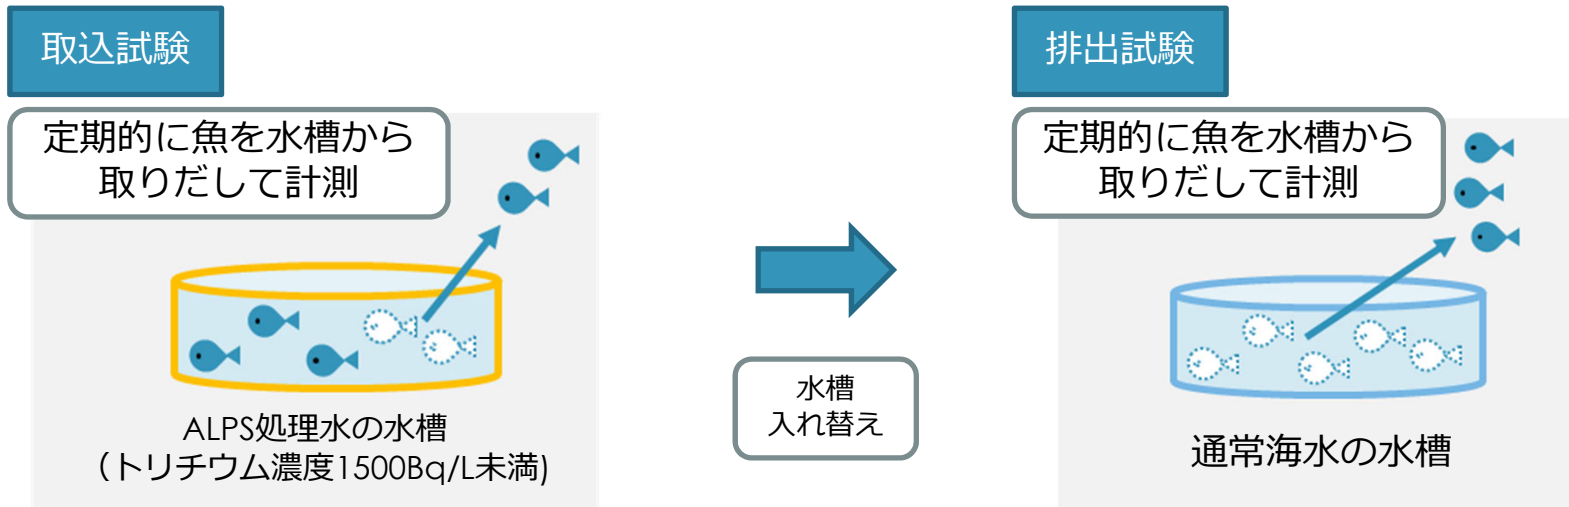 取込試験
定期的に魚を水槽から
取りだして計測
ALPS処理水の水槽
（トリチウム濃度1500Bq/L未満)
水槽
入れ替え
排出試験
定期的に魚を水槽から
取りだして計測
通常海水の水槽